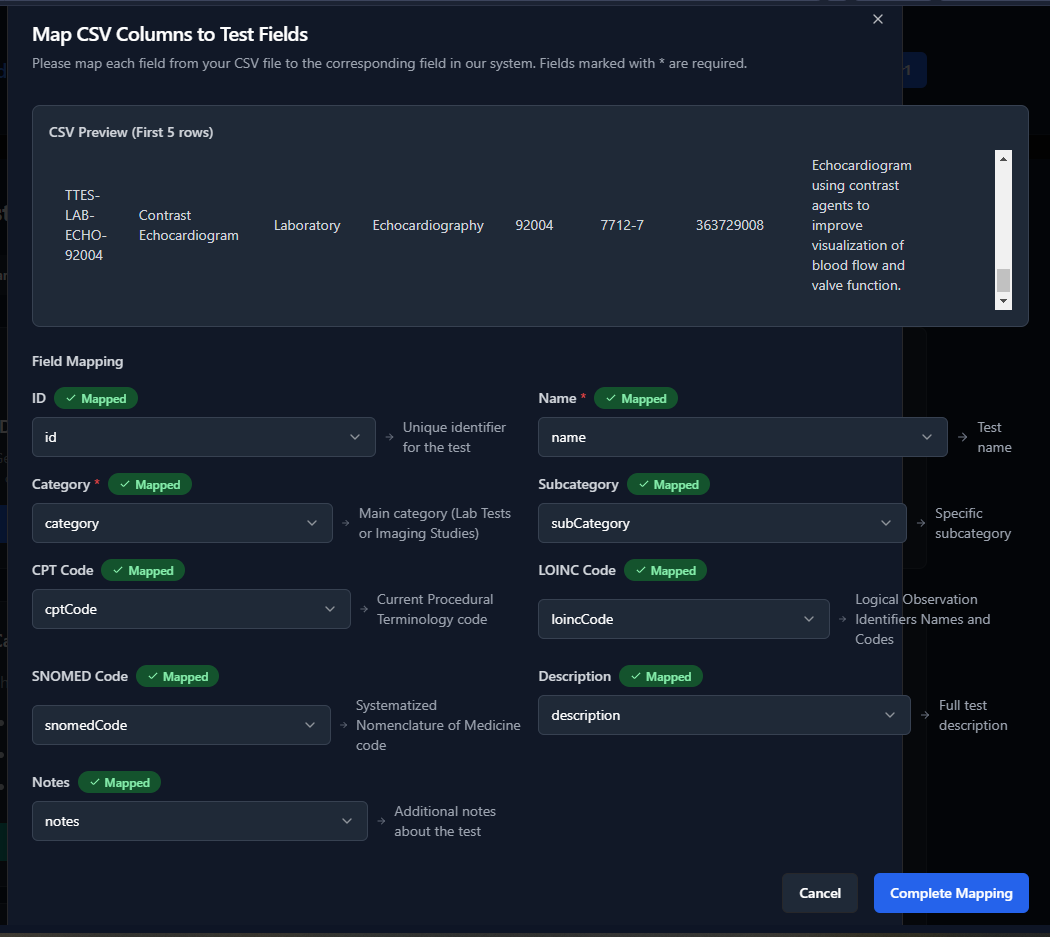 Map CSV Columns to Test Fields
Please map each field from your CSV file to the corresponding field in our system. Fields marked with * are required.
1
CSV Preview (First 5 rows)
TTES-
LAB-
ECHO-
92004
Contrast
Echocardiogram
Laboratory
Echocardiography
92004
7712-7
363729008
Echocardiogram
using contrast
agents to
improve
visualization of
blood flow and
valve function.
Field Mapping
ID
Mapped
id
Unique identifier
for the test
Name *
Mapped
name
Test
name
Category *
Mapped
category
Main category (Lab Tests
or Imaging Studies)
Subcategory
Mapped
subCategory
Specific
subcategory
CPT Code
Mapped
cptCode
Current Procedural
Terminology code
LOINC Code
Mapped
loincCode
Logical Observation
Identifiers Names and
Codes
SNOMED Code
Mapped
snomedCode
Systematized
Nomenclature of Medicine
code
Description
Mapped
description
Full test
description
Notes
Mapped
notes
Additional notes
about the test
Cancel
Complete Mapping